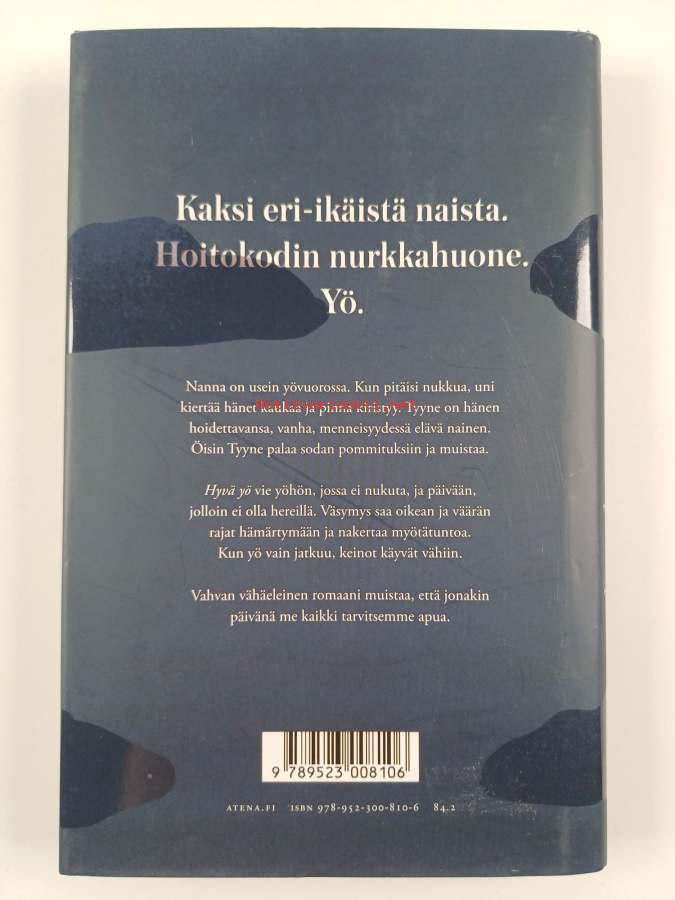 Kaksi eri-ikäistä naista.
Hoitokodin nurkkahuone.
Yö.
Nanna on usein yövuorossa. Kun pitäisi nukkua, uni
kiertää hänet kaukaa ja pinna kiristyy. Tyyne on hänen
hoidettavansa, vanha, menneisyydessä elävä nainen.
Öisin Tyyne palaa sodan pommituksiin ja muistaa.
Hyvä yö vie yöhön, jossa ei nukuta, ja päivään,
jolloin ei olla hereillä. Väsymys saa oikean ja väärän
rajat hämärtymään ja nakertaa myötätuntoa.
Kun yö vain jatkuu, keinot käyvät vähiin.
Vahvan vähäeleinen romaani muistaa, että jonakin
päivänä me kaikki tarvitsemme apua.
9 789523 008106
ATENA.FI ISBN 978-952-300-810-6 84.2